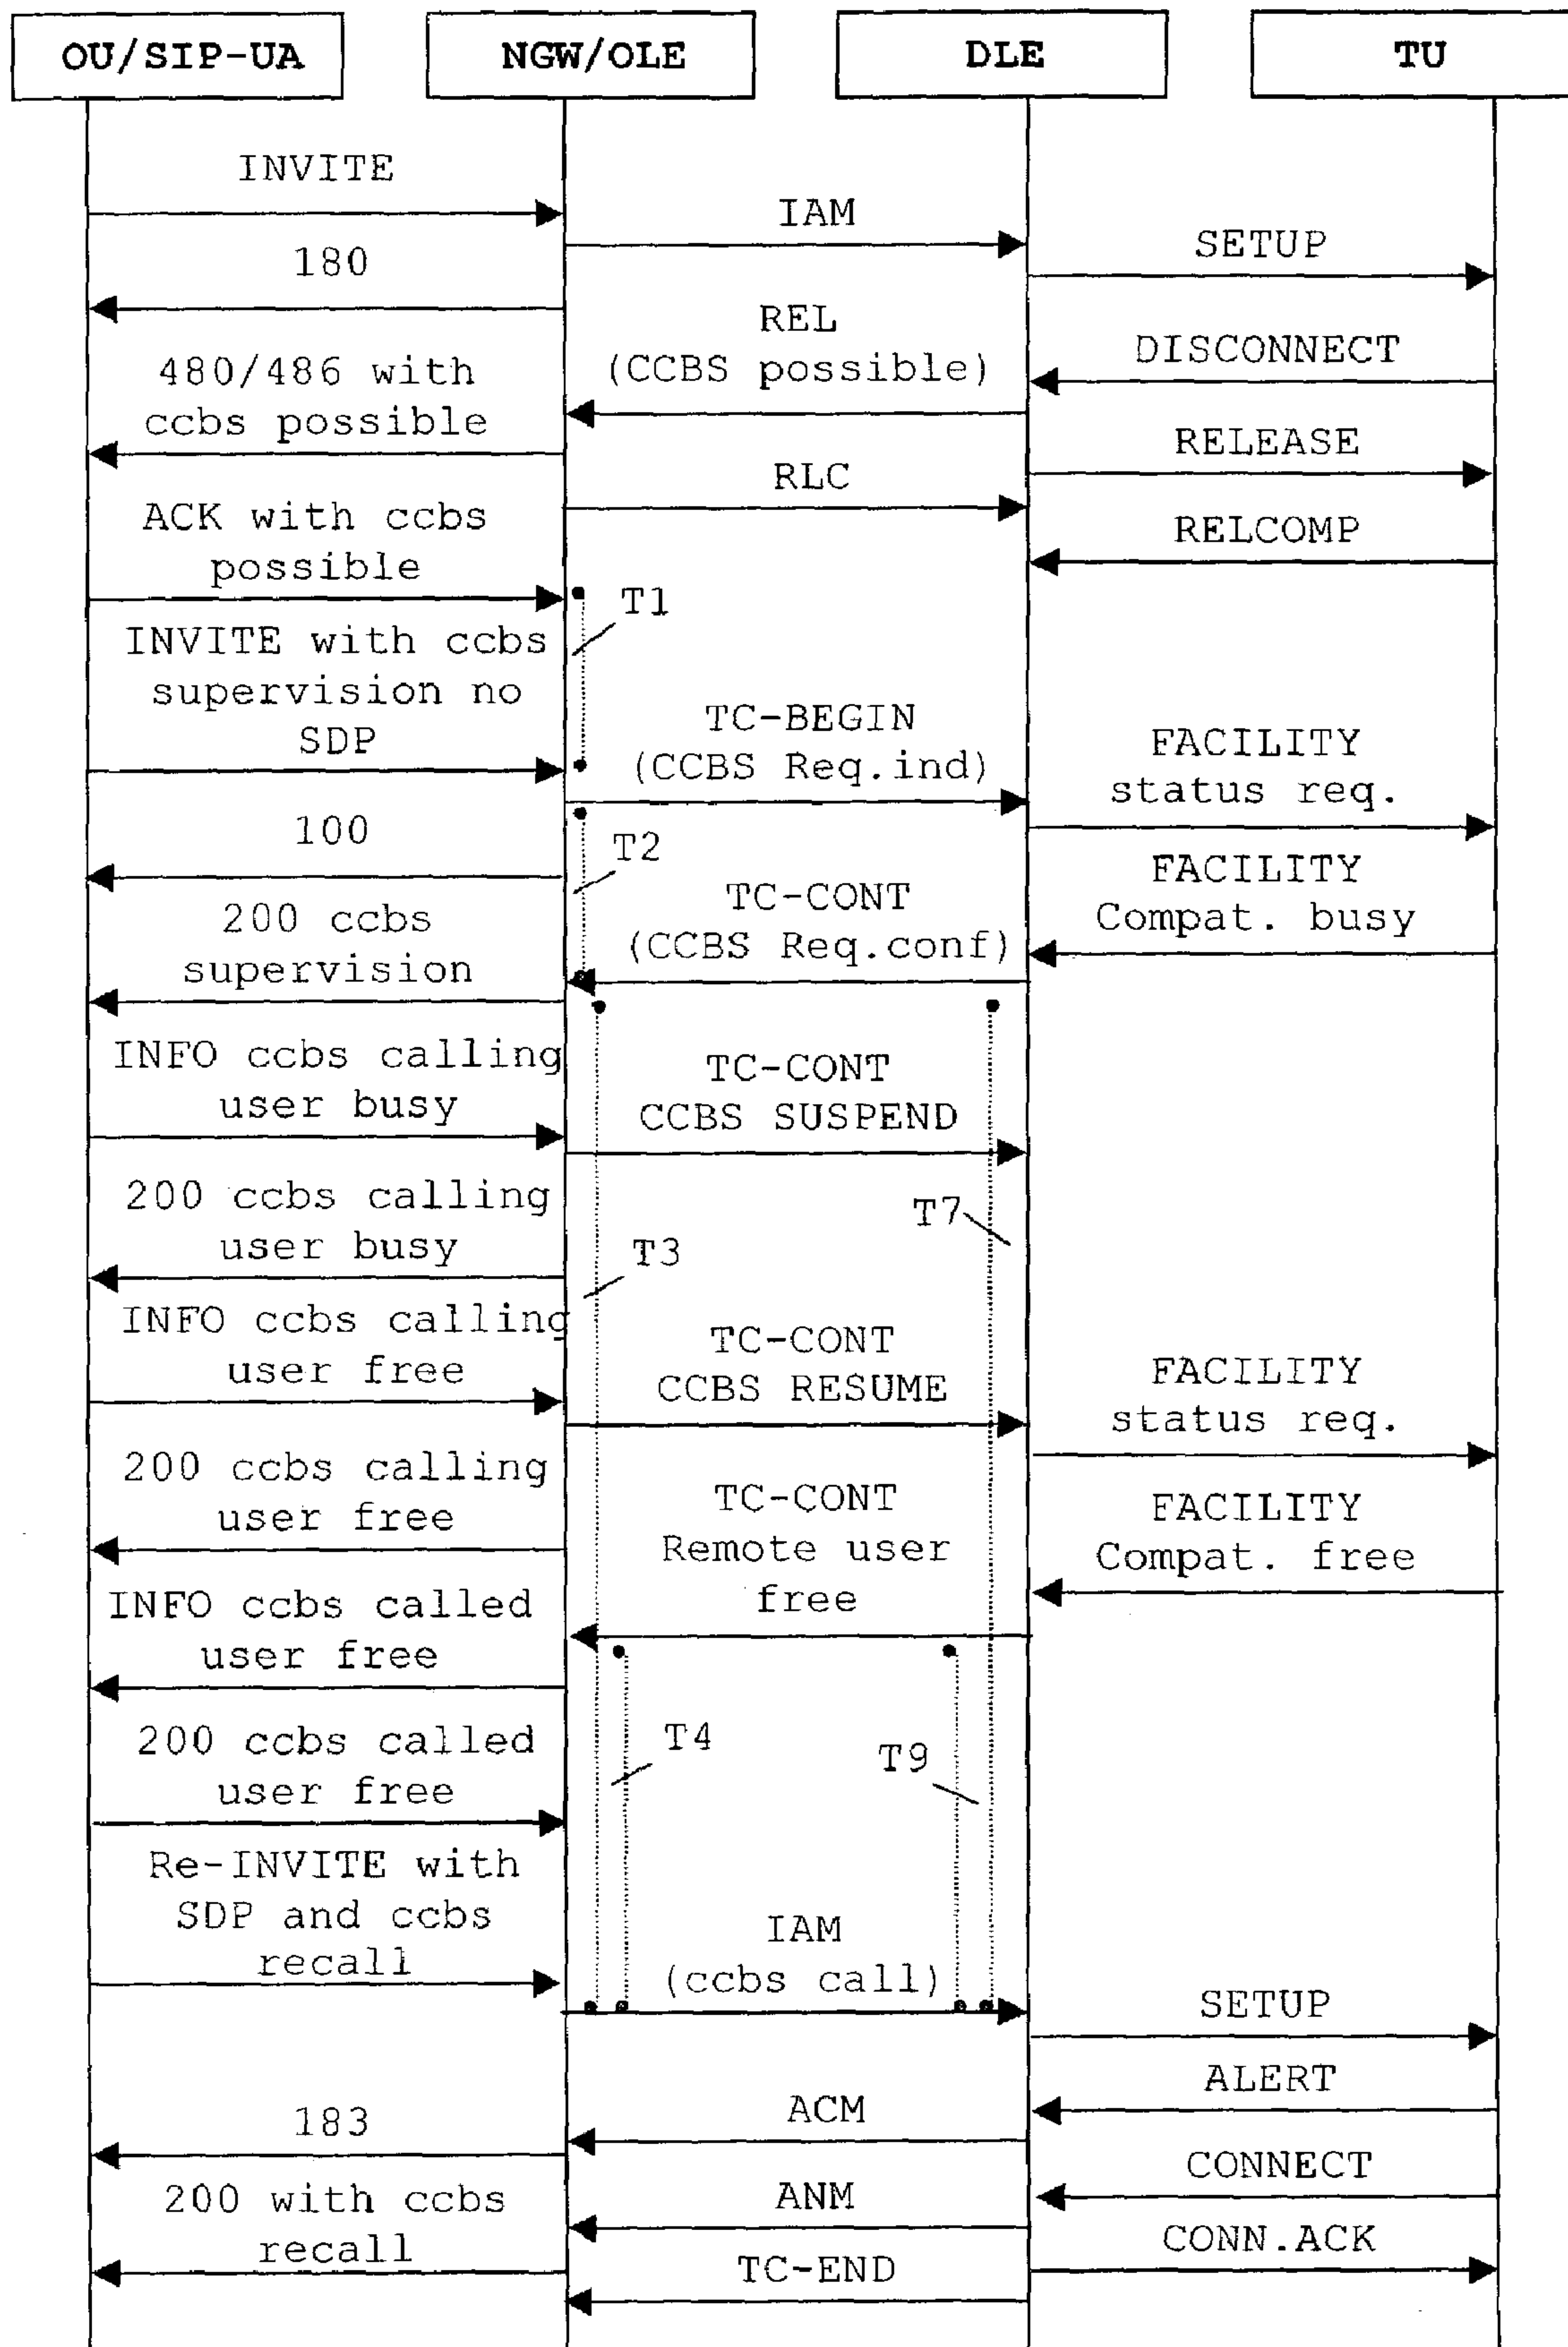 OU/SIP-UA
NGW/OLE
DLE
TU
INVITE
IAM
SETUP
180
REL
(CCBS possible)
DISCONNECT
480/486 with
ccbs possible
RELEASE
RLC
ACK with ccbs
possible
RELCOMP
T1
INVITE with ccbs
supervision no
SDP
TC-BEGIN
(CCBS Req.ind)
FACILITY
status req.
100
T2
FACILITY
Compat. busy
TC-CONT
(CCBS Req.conf)
200 ccbs
supervision
INFO ccbs calling
user busy
TC-CONT
CCBS SUSPEND
200 ccbs calling
user busy
T7
T3
INFO ccbs calling
user free
TC-CONT
CCBS RESUME
FACILITY
status req.
200 ccbs calling
user free
TC-CONT
Remote user
free
FACILITY
Compat. free
INFO ccbs called
user free
200 ccbs called
user free
T4
T9
Re-INVITE with
SDP and ccbs
recall
IAM
(ccbs call)
SETUP
ALERT
ACM
183
CONNECT
ANM
200 with ccbs
recall
CONN.ACK
TC-END